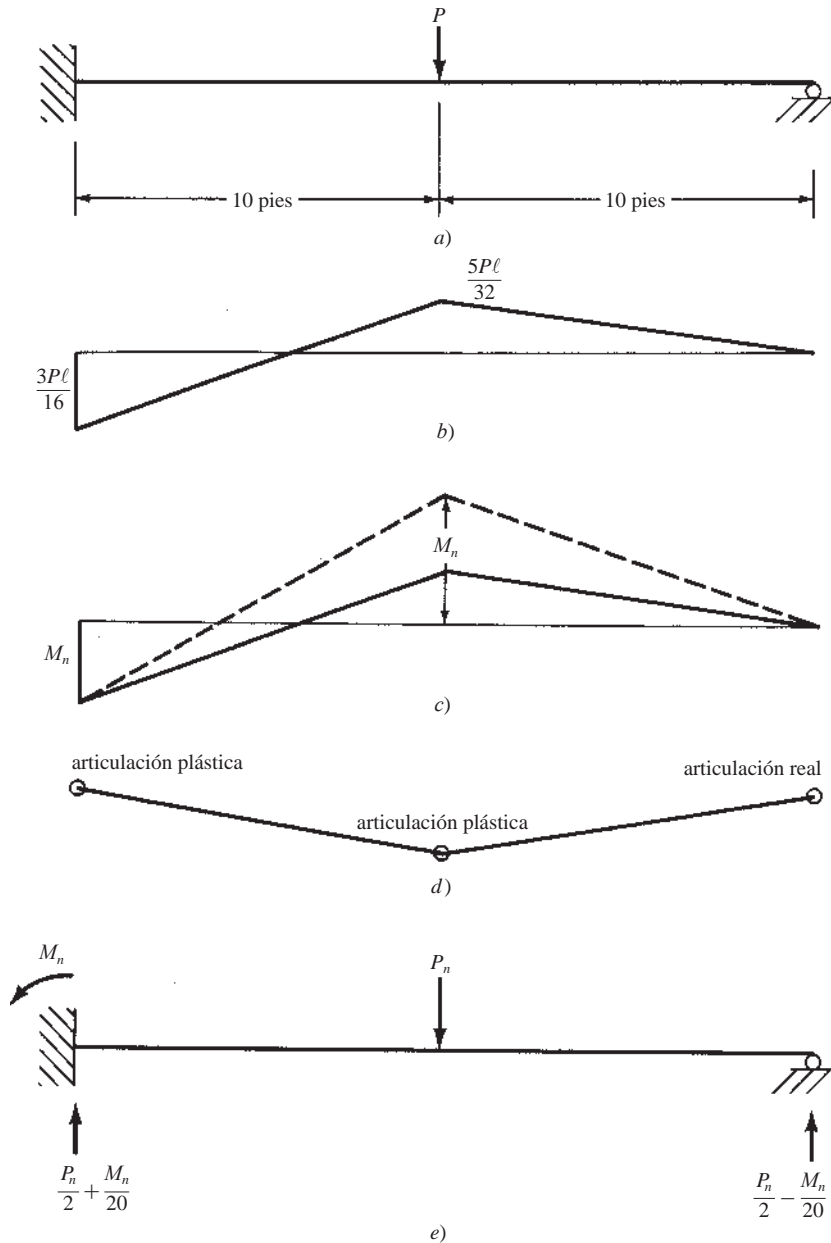 P
10 pies 10 pies
a)
5Pℓ/32
3Pℓ/16
b)
M_n
M_n
c)
articulación plástica
articulación real
articulación plástica
d)
M_n
P_n
P_n/2 + M_n/20
P_n/2 − M_n/20
e)